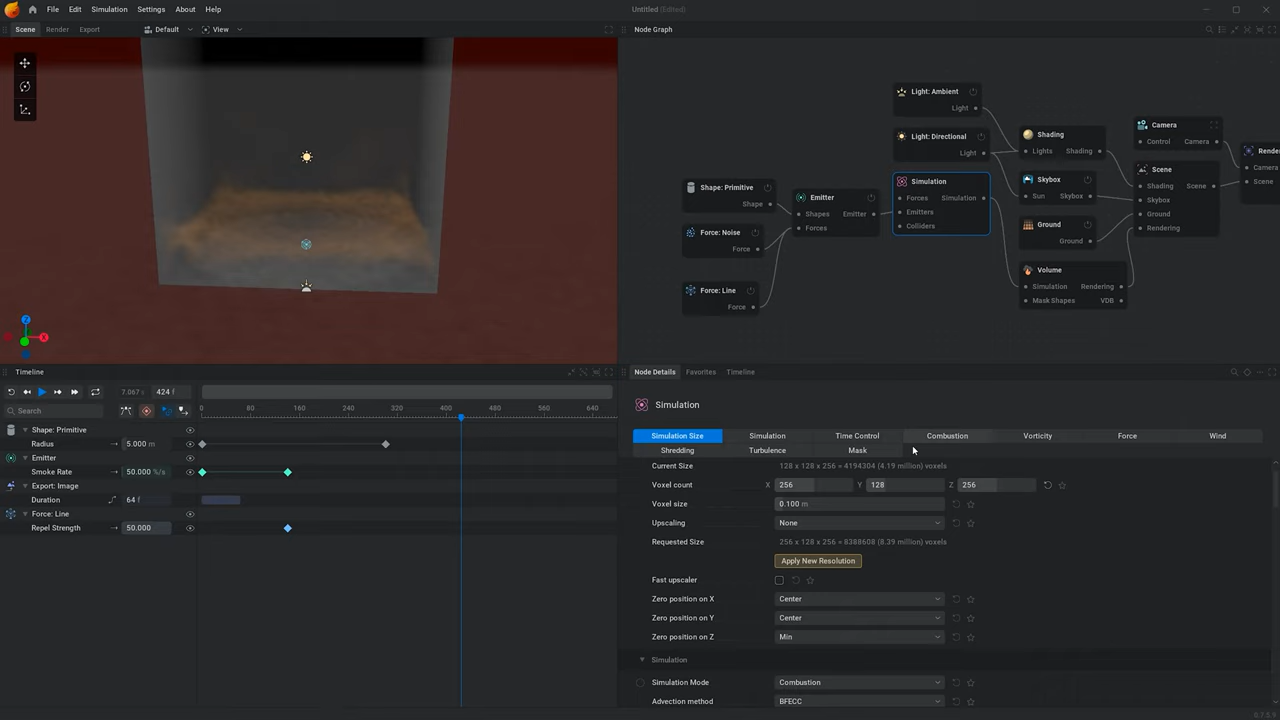 File Edit Simulation Settings About Help
Untitled (Edited)
Scene Render Export
Default View
Z
X
Node Graph
Light: Ambient
Light
Light: Directional
Light
Shape: Primitive
Shape
Force: Noise
Force
Force: Line
Force
Emitter
Shapes Emitter
Forces
Simulation
Forces Simulation
Emitters
Colliders
Shading
Lights Shading
Skybox
Sun Skybox
Ground
Ground
Volume
Simulation Rendering
Mask Shapes VDB
Camera
Control Camera
Scene
Shading Scene
Skybox
Ground
Rendering
Rende
Camera
Scene
Timeline
7.067 s 424 f
Search
0 80 160 240 320 400 480 560 640
Shape: Primitive
Radius 5.000 m
Emitter
Smoke Rate 50.000 %/s
Export: Image
Duration 64 f
Force: Line
Repel Strength 50.000
Node Details Favorites Timeline
Simulation
Simulation Size Simulation Time Control Combustion Vorticity Force Wind
Shredding Turbulence Mask
Current Size 128 x 128 x 256 = 4194304 (4.19 million) voxels
Voxel count X 256 Y 128 Z 256
Voxel size 0.100 m
Upscaling None
Requested Size 256 x 128 x 256 = 8388608 (8.39 million) voxels
Apply New Resolution
Fast upscaler
Zero position on X Center
Zero position on Y Center
Zero position on Z Min
Simulation
Simulation Mode Combustion
Advection method BFECC